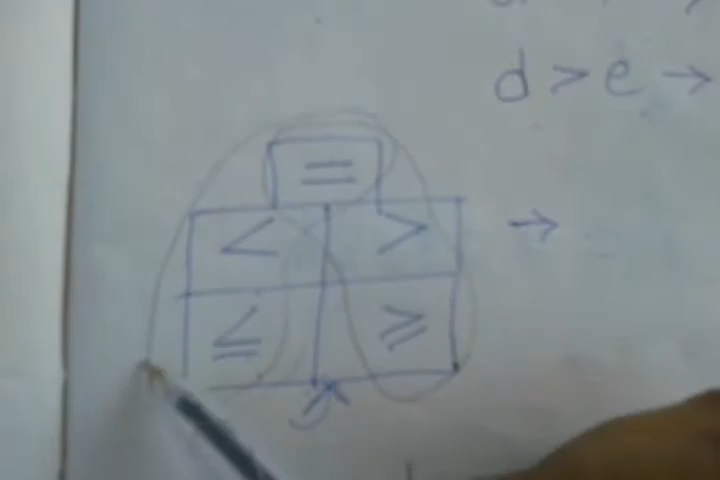 d > e →
=
< > →
≤ ≥